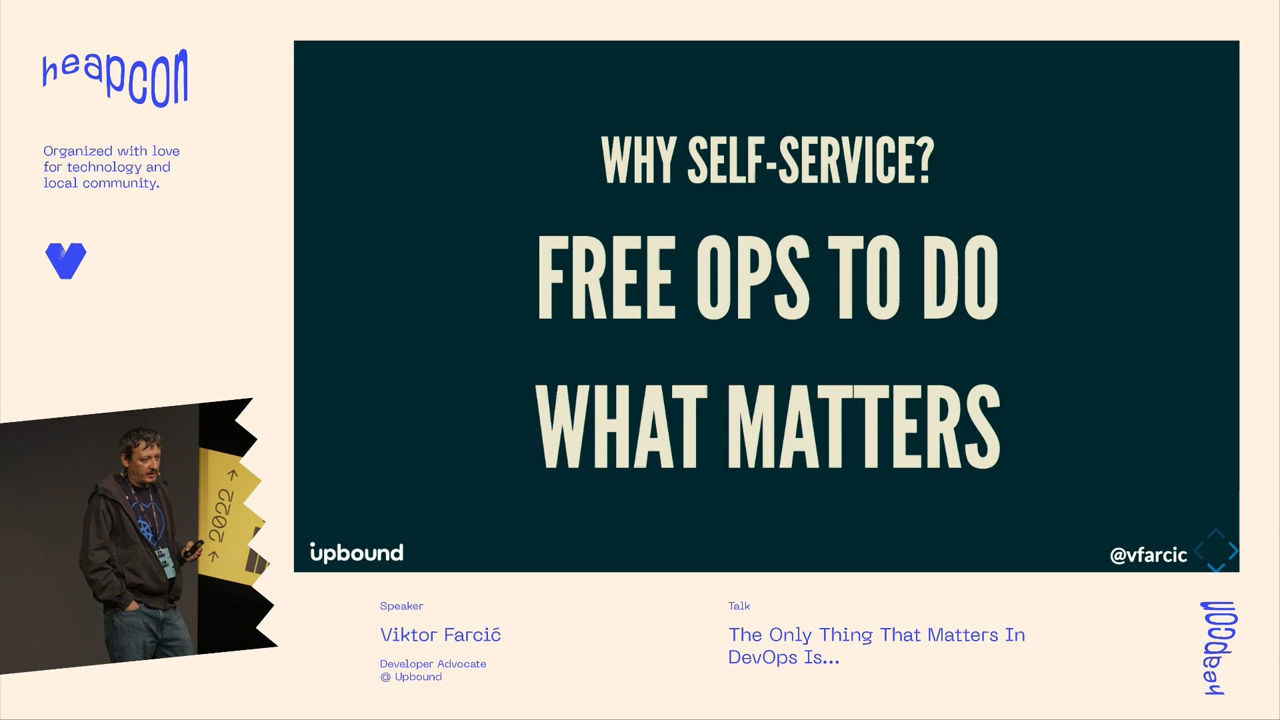 heapcon
Organized with love
for technology and
local community.
WHY SELF-SERVICE?
FREE OPS TO DO
WHAT MATTERS
upbound
@vfarcic
→ 2022 →
Speaker
Viktor Farcić
Developer Advocate
@ Upbound
Talk
The Only Thing That Matters In
DevOps Is...
heapcon